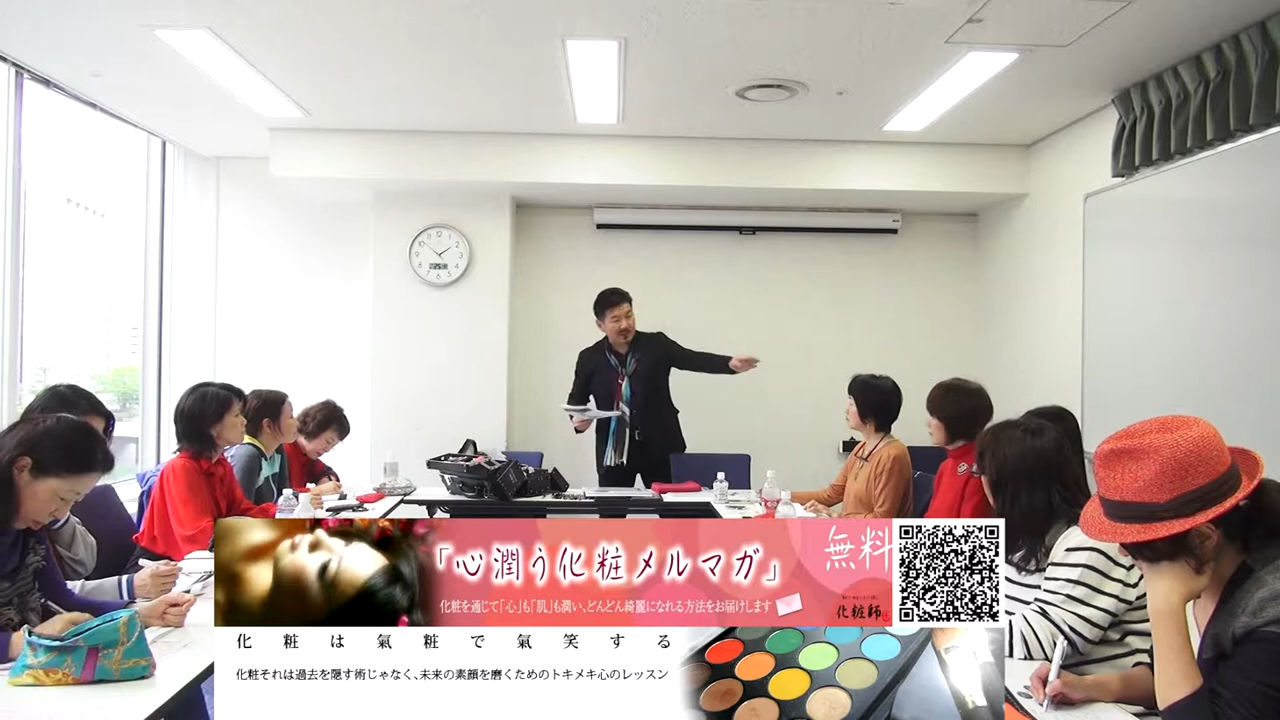 「心潤う化粧メルマガ」
無料
化粧を通じて「心」も「肌」も潤い、どんどん綺麗になれる方法をお届けします
化粧師
化粧は氣粧で氣笑する
化粧それは過去を隠す術じゃなく、未来の素顔を磨くためのトキメキ心のレッスン